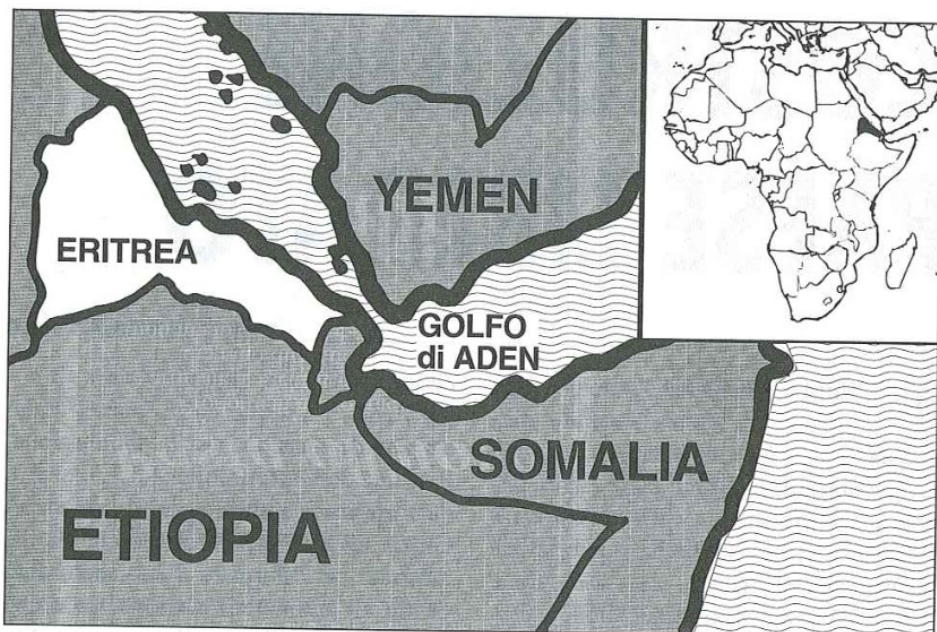 YEMEN
ERITREA
GOLFO
di ADEN
SOMALIA
ETIOPIA